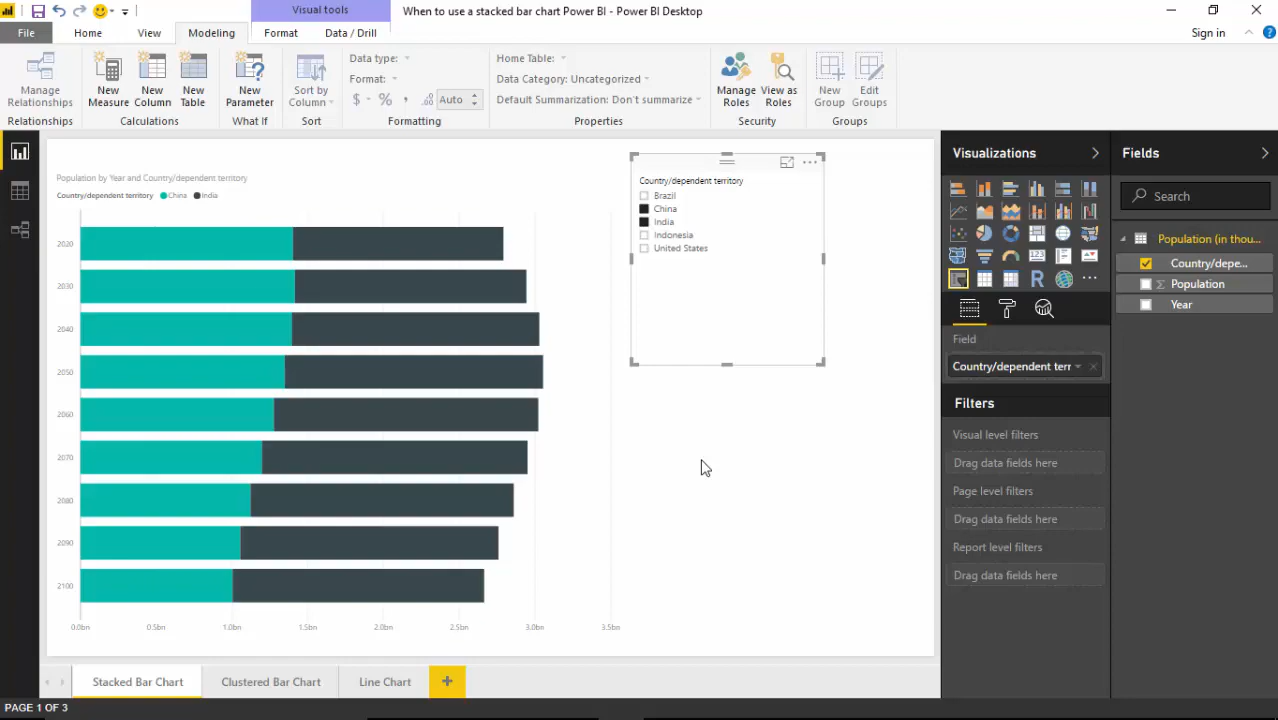 Visual tools
When to use a stacked bar chart Power BI - Power BI Desktop
File
Home
View
Modeling
Format
Data / Drill
Sign in
Manage
Relationships
New
Measure
New
Column
New
Table
New
Parameter
Sort by
Column
Data type:
Format:
$ % , .00 Auto
Home Table:
Data Category: Uncategorized
Default Summarization: Don't summarize
Manage
Roles
View as
Roles
New
Group
Edit
Groups
Relationships
Calculations
What If
Sort
Formatting
Properties
Security
Groups
Population by Year and Country/dependent territory
Country/dependent territory China India
2020
2030
2040
2050
2060
2070
2080
2090
2100
0.0bn 0.5bn 1.0bn 1.5bn 2.0bn 2.5bn 3.0bn 3.5bn
Country/dependent territory
Brazil
China
India
Indonesia
United States
Visualizations
123
R
Field
Country/dependent terr
Filters
Visual level filters
Drag data fields here
Page level filters
Drag data fields here
Report level filters
Drag data fields here
Fields
Search
Population (in thou...
Country/depe...
Σ Population
Year
Stacked Bar Chart
Clustered Bar Chart
Line Chart
PAGE 1 OF 3